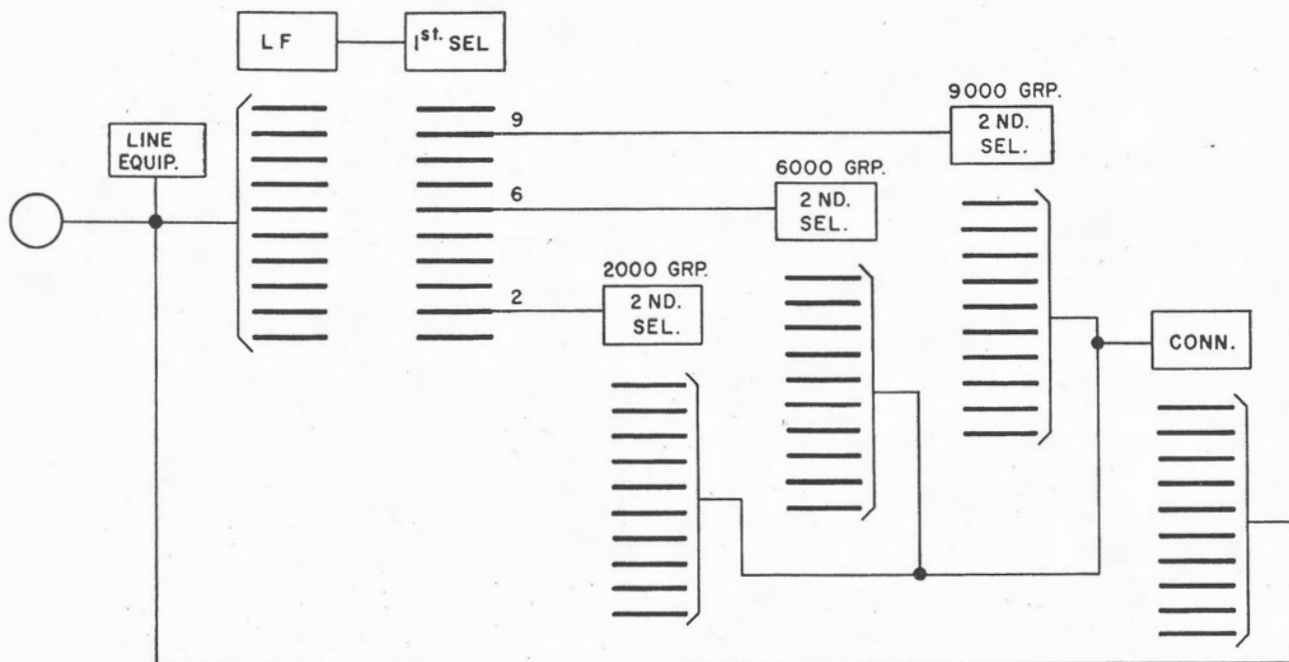 LF
1st. SEL
LINE
EQUIP.
9
9000 GRP.
2 ND.
SEL.
6
6000 GRP.
2 ND.
SEL.
2
2000 GRP.
2 ND.
SEL.
CONN.